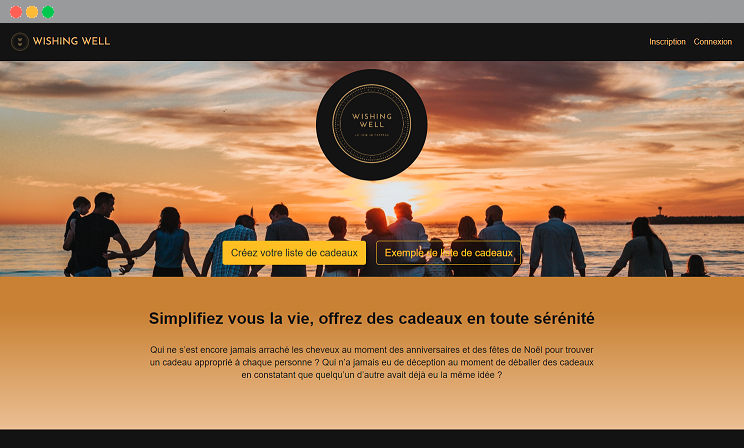 WISHING WELL
Inscription Connexion
WISHING
WELL
Créez votre liste de cadeaux
Exemple de liste de cadeaux
Simplifiez vous la vie, offrez des cadeaux en toute sérénité
Qui ne s'est encore jamais arraché les cheveux au moment des anniversaires et des fêtes de Noël pour trouver
un cadeau approprié à chaque personne ? Qui n'a jamais eu de déception au moment de déballer des cadeaux
en constatant que quelqu'un d'autre avait déjà eu la même idée ?